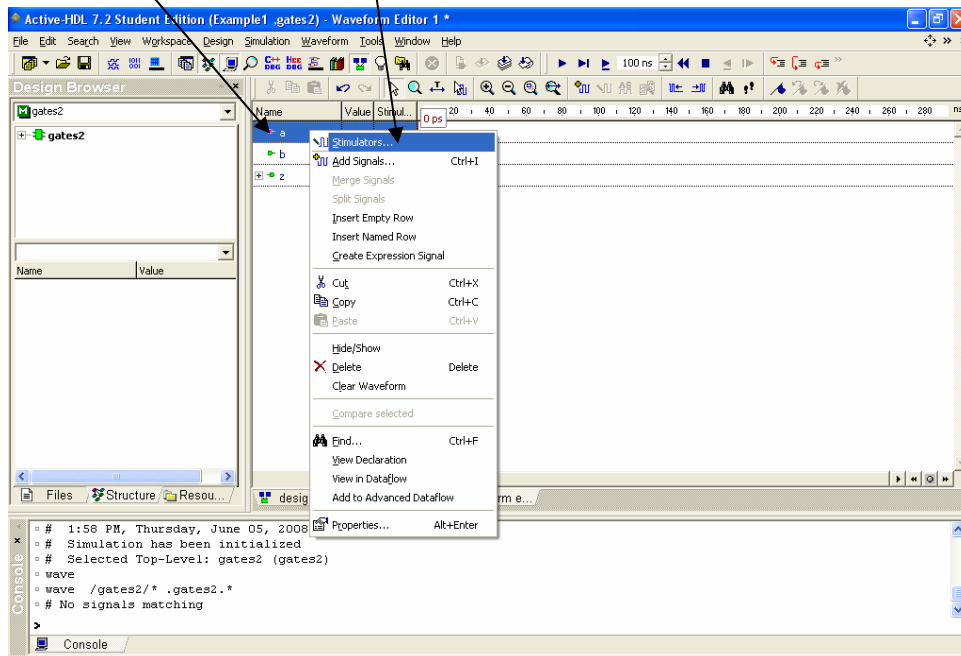 Active-HDL 7.2 Student Edition (Example1 ,gates2) - Waveform Editor 1 *
File Edit Search View Workspace Design Simulation Waveform Tools Window Help
100 ns
Design Browser
gates2
gates2
Name Value
Files Structure Resou...
Name Value Stimul... 20 40 60 80 100 120 140 160 180 200 220 240 260 280 ns
0 ps
a
b
z
Stimulators...
Add Signals... Ctrl+I
Merge Signals
Split Signals
Insert Empty Row
Insert Named Row
Create Expression Signal
Cut Ctrl+X
Copy Ctrl+C
Paste Ctrl+V
Hide/Show
Delete Delete
Clear Waveform
Compare selected
Find... Ctrl+F
View Declaration
View in Dataflow
Add to Advanced Dataflow
Properties... Alt+Enter
desig
rm e...
# 1:58 PM, Thursday, June 05, 2008
# Simulation has been initialized
# Selected Top-Level: gates2 (gates2)
wave
wave /gates2/* .gates2.*
# No signals matching
>
Console
Console